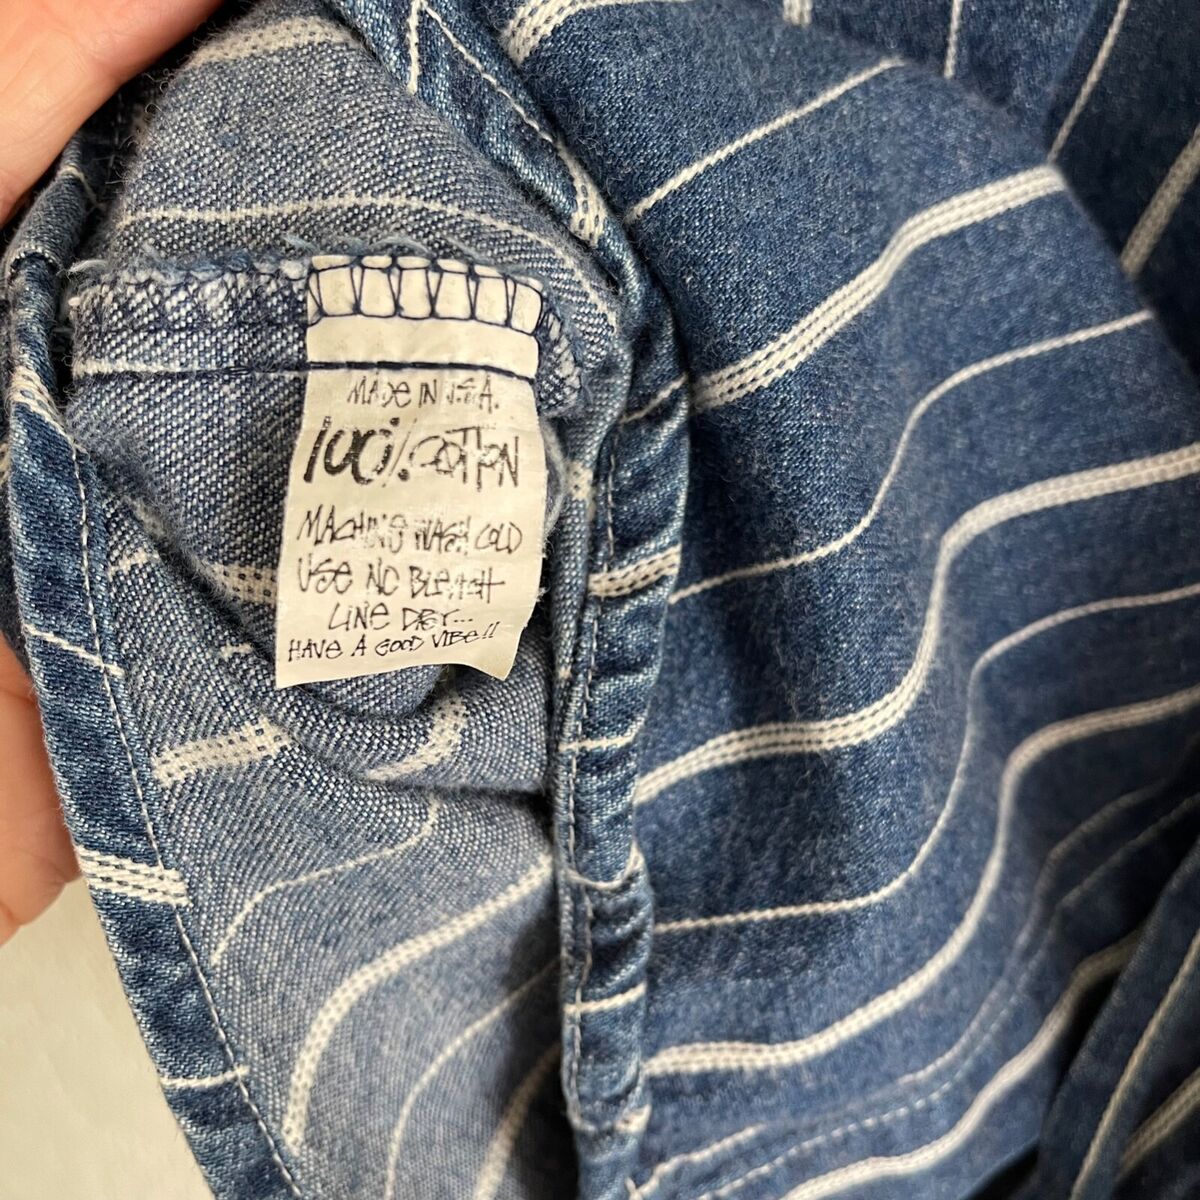 MADE IN U.S.A.
100% COTTON
MACHINE WASH COLD
USE NO BLEACH
LINE DRY...
HAVE A GOOD VIBE!!